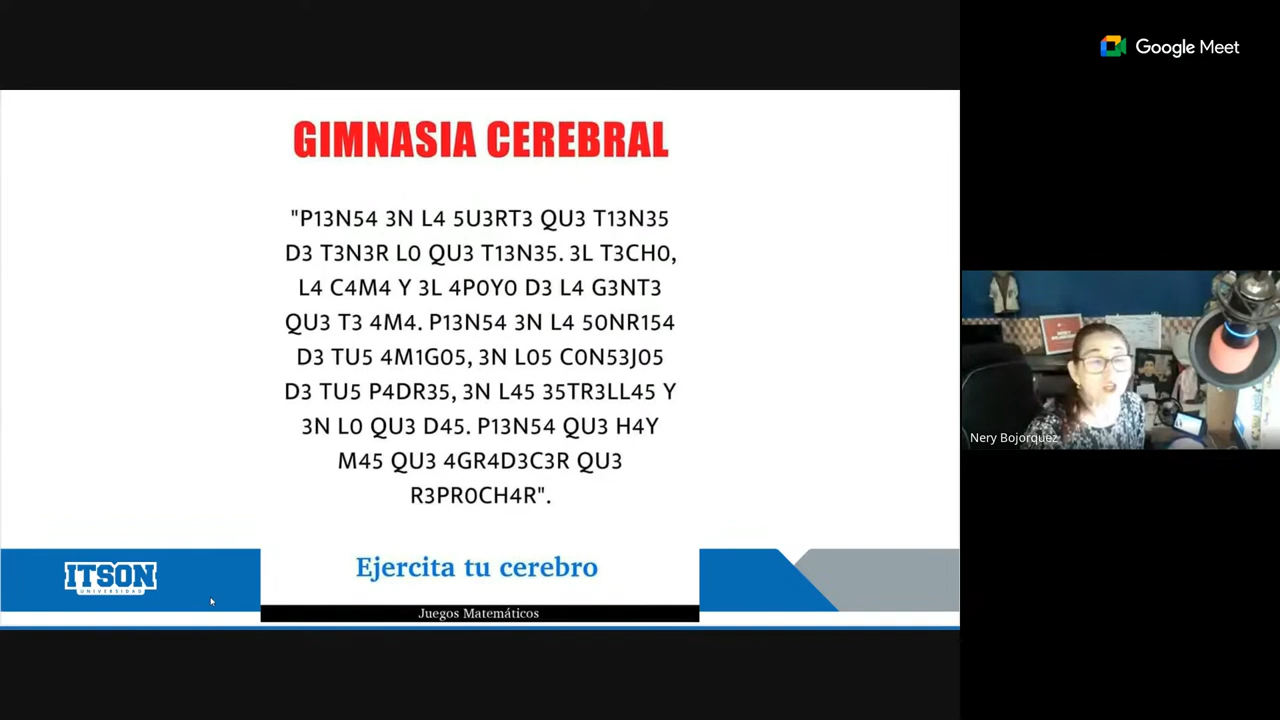 Google Meet
GIMNASIA CEREBRAL
"P13N54 3N L4 5U3RT3 QU3 T13N35
D3 T3N3R L0 QU3 T13N35. 3L T3CH0,
L4 C4M4 Y 3L 4P0Y0 D3 L4 G3NT3
QU3 T3 4M4. P13N54 3N L4 50NR154
D3 TU5 4M1G05, 3N L05 C0N53J05
D3 TU5 P4DR35, 3N L45 35TR3LL45 Y
3N L0 QU3 D45. P13N54 QU3 H4Y
M45 QU3 4GR4D3C3R QU3
R3PR0CH4R".
Nery Bojorquez
Ejercita tu cerebro
ITSON
UNIVERSIDAD
Juegos Matemáticos